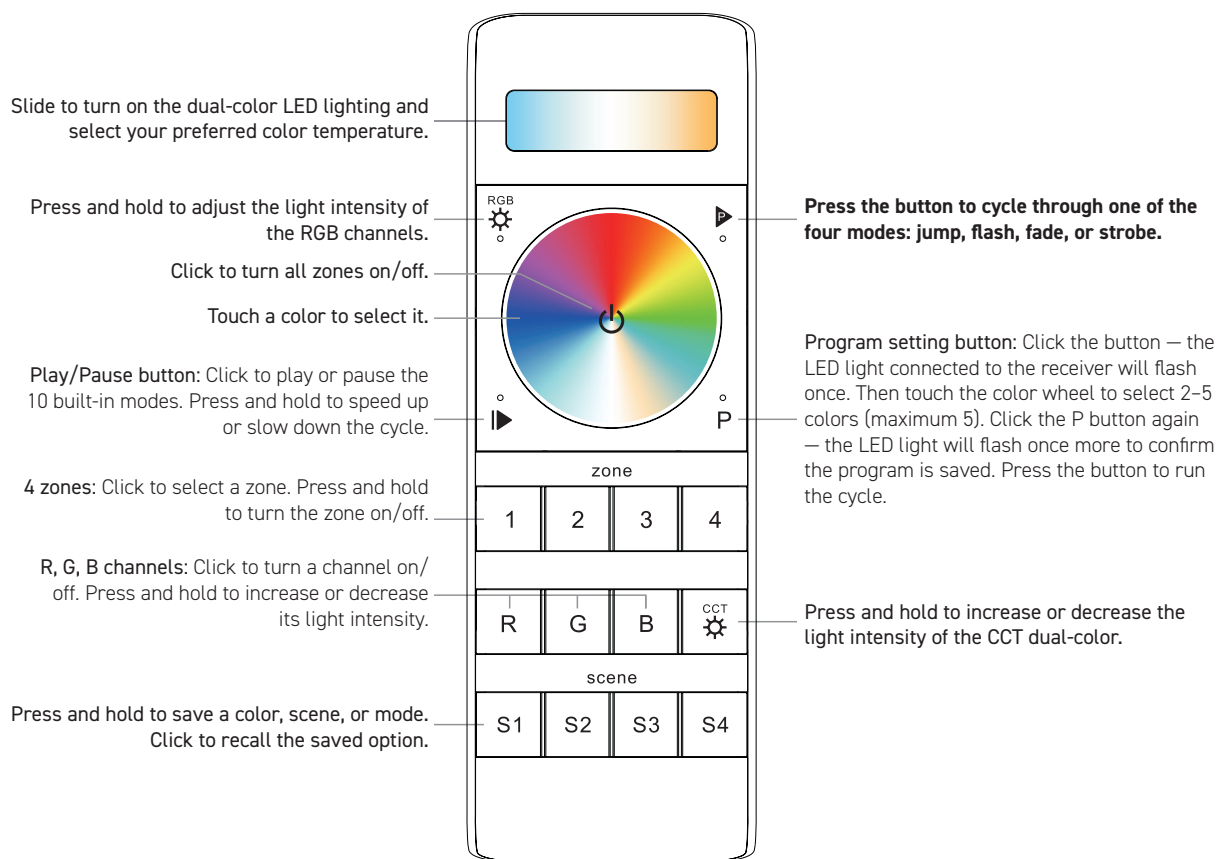 Slide to turn on the dual-color LED lighting and
select your preferred color temperature.
RGB
P
Press and hold to adjust the light intensity of
the RGB channels.
Press the button to cycle through one of the
four modes: jump, flash, fade, or strobe.
Click to turn all zones on/off.
Touch a color to select it.
Play/Pause button: Click to play or pause the
10 built-in modes. Press and hold to speed up
or slow down the cycle.
Program setting button: Click the button — the
LED light connected to the receiver will flash
once. Then touch the color wheel to select 2–5
colors (maximum 5). Click the P button again
— the LED light will flash once more to confirm
the program is saved. Press the button to run
the cycle.
P
zone
4 zones: Click to select a zone. Press and hold
to turn the zone on/off.
1 2 3 4
R, G, B channels: Click to turn a channel on/
off. Press and hold to increase or decrease
its light intensity.
R G B CCT
Press and hold to increase or decrease the
light intensity of the CCT dual-color.
scene
Press and hold to save a color, scene, or mode.
Click to recall the saved option.
S1 S2 S3 S4